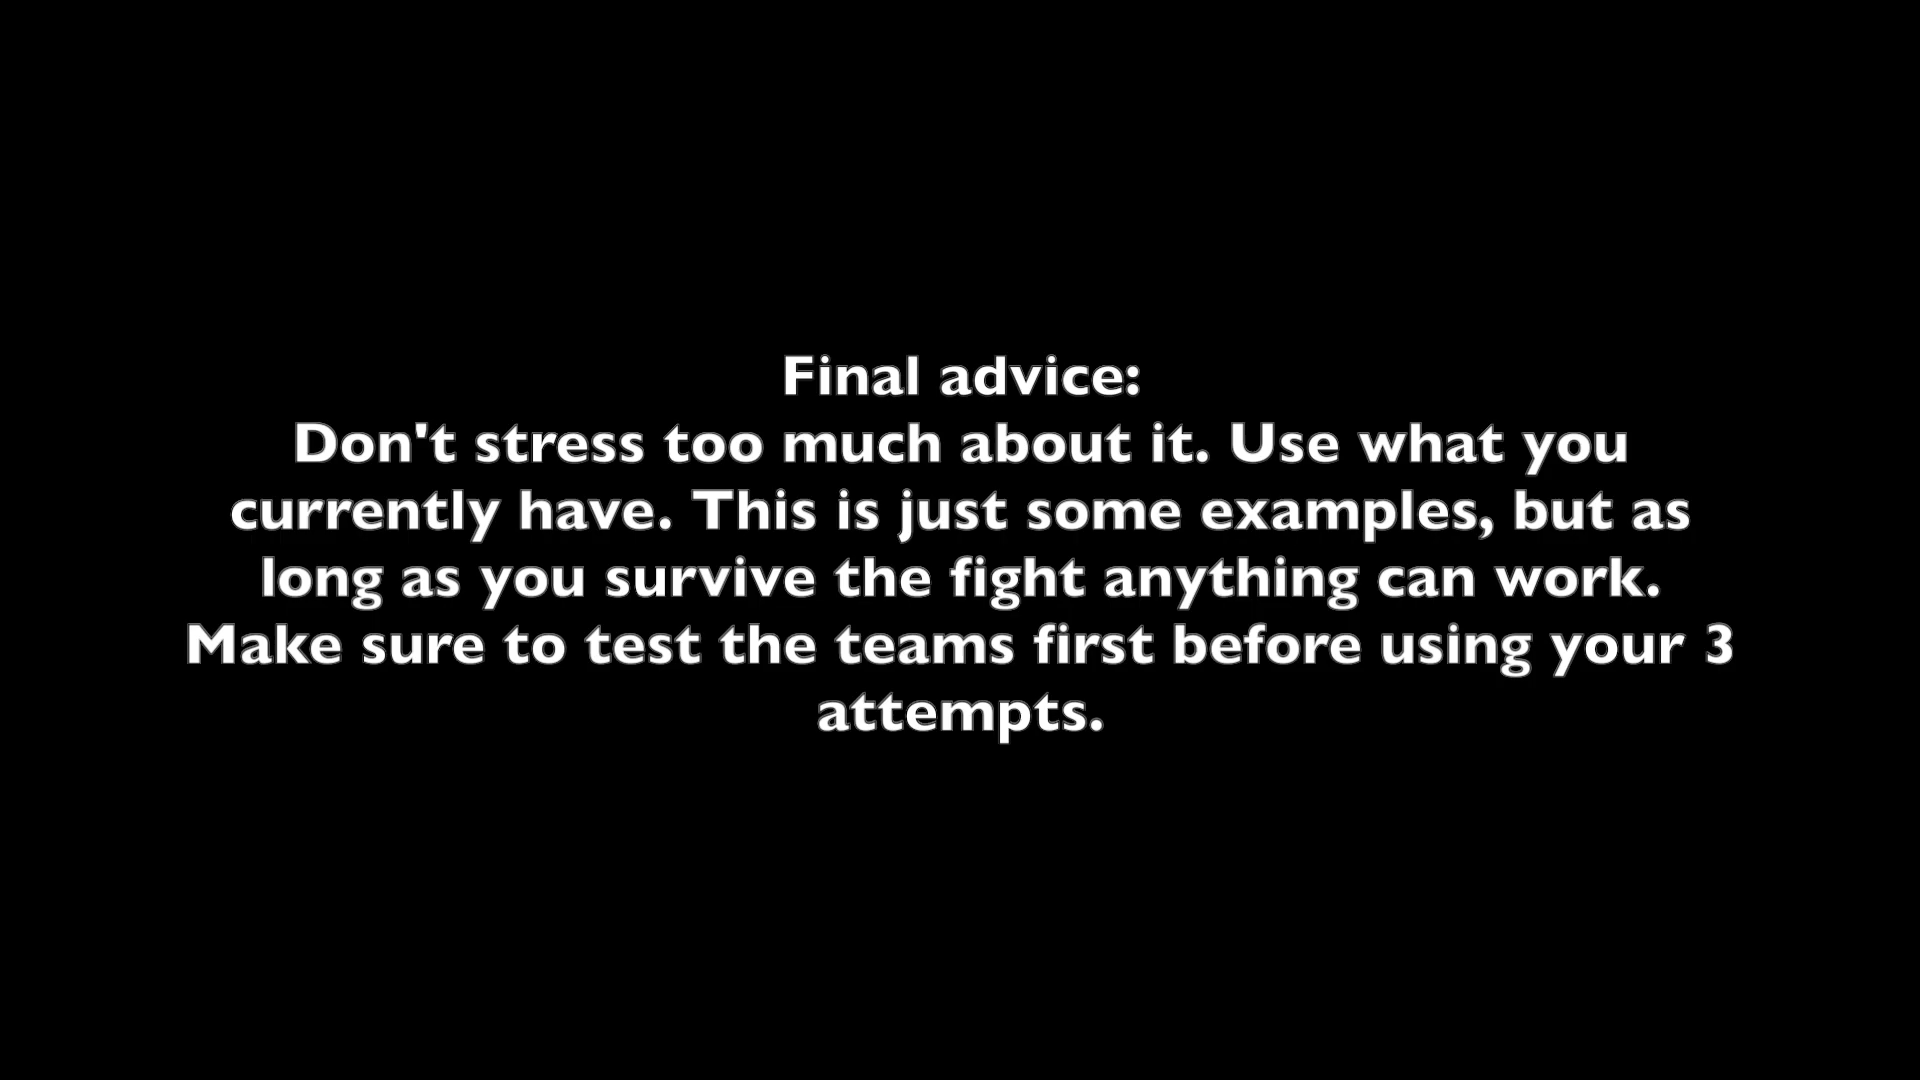 Final advice:
Don't stress too much about it. Use what you
currently have. This is just some examples, but as
long as you survive the fight anything can work.
Make sure to test the teams first before using your 3
attempts.